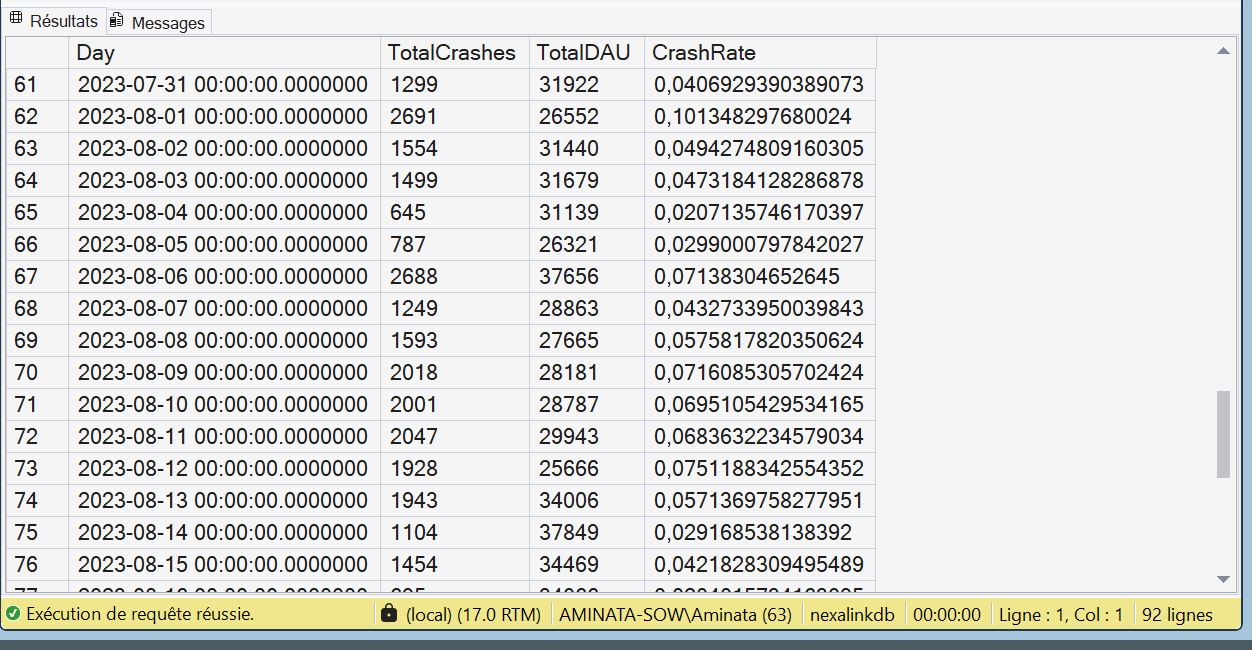 Résultats Messages
Day TotalCrashes TotalDAU CrashRate
61 2023-07-31 00:00:00.0000000 1299 31922 0,0406929390389073
62 2023-08-01 00:00:00.0000000 2691 26552 0,101348297680024
63 2023-08-02 00:00:00.0000000 1554 31440 0,0494274809160305
64 2023-08-03 00:00:00.0000000 1499 31679 0,0473184128286878
65 2023-08-04 00:00:00.0000000 645 31139 0,0207135746170397
66 2023-08-05 00:00:00.0000000 787 26321 0,0299000797842027
67 2023-08-06 00:00:00.0000000 2688 37656 0,07138304652645
68 2023-08-07 00:00:00.0000000 1249 28863 0,0432733950039843
69 2023-08-08 00:00:00.0000000 1593 27665 0,0575817820350624
70 2023-08-09 00:00:00.0000000 2018 28181 0,0716085305702424
71 2023-08-10 00:00:00.0000000 2001 28787 0,0695105429534165
72 2023-08-11 00:00:00.0000000 2047 29943 0,0683632234579034
73 2023-08-12 00:00:00.0000000 1928 25666 0,0751188342554352
74 2023-08-13 00:00:00.0000000 1943 34006 0,0571369758277951
75 2023-08-14 00:00:00.0000000 1104 37849 0,029168538138392
76 2023-08-15 00:00:00.0000000 1454 34469 0,0421828309495489
Exécution de requête réussie. (local) (17.0 RTM) AMINATA-SOW\Aminata (63) nexalinkdb 00:00:00 Ligne : 1, Col : 1 92 lignes